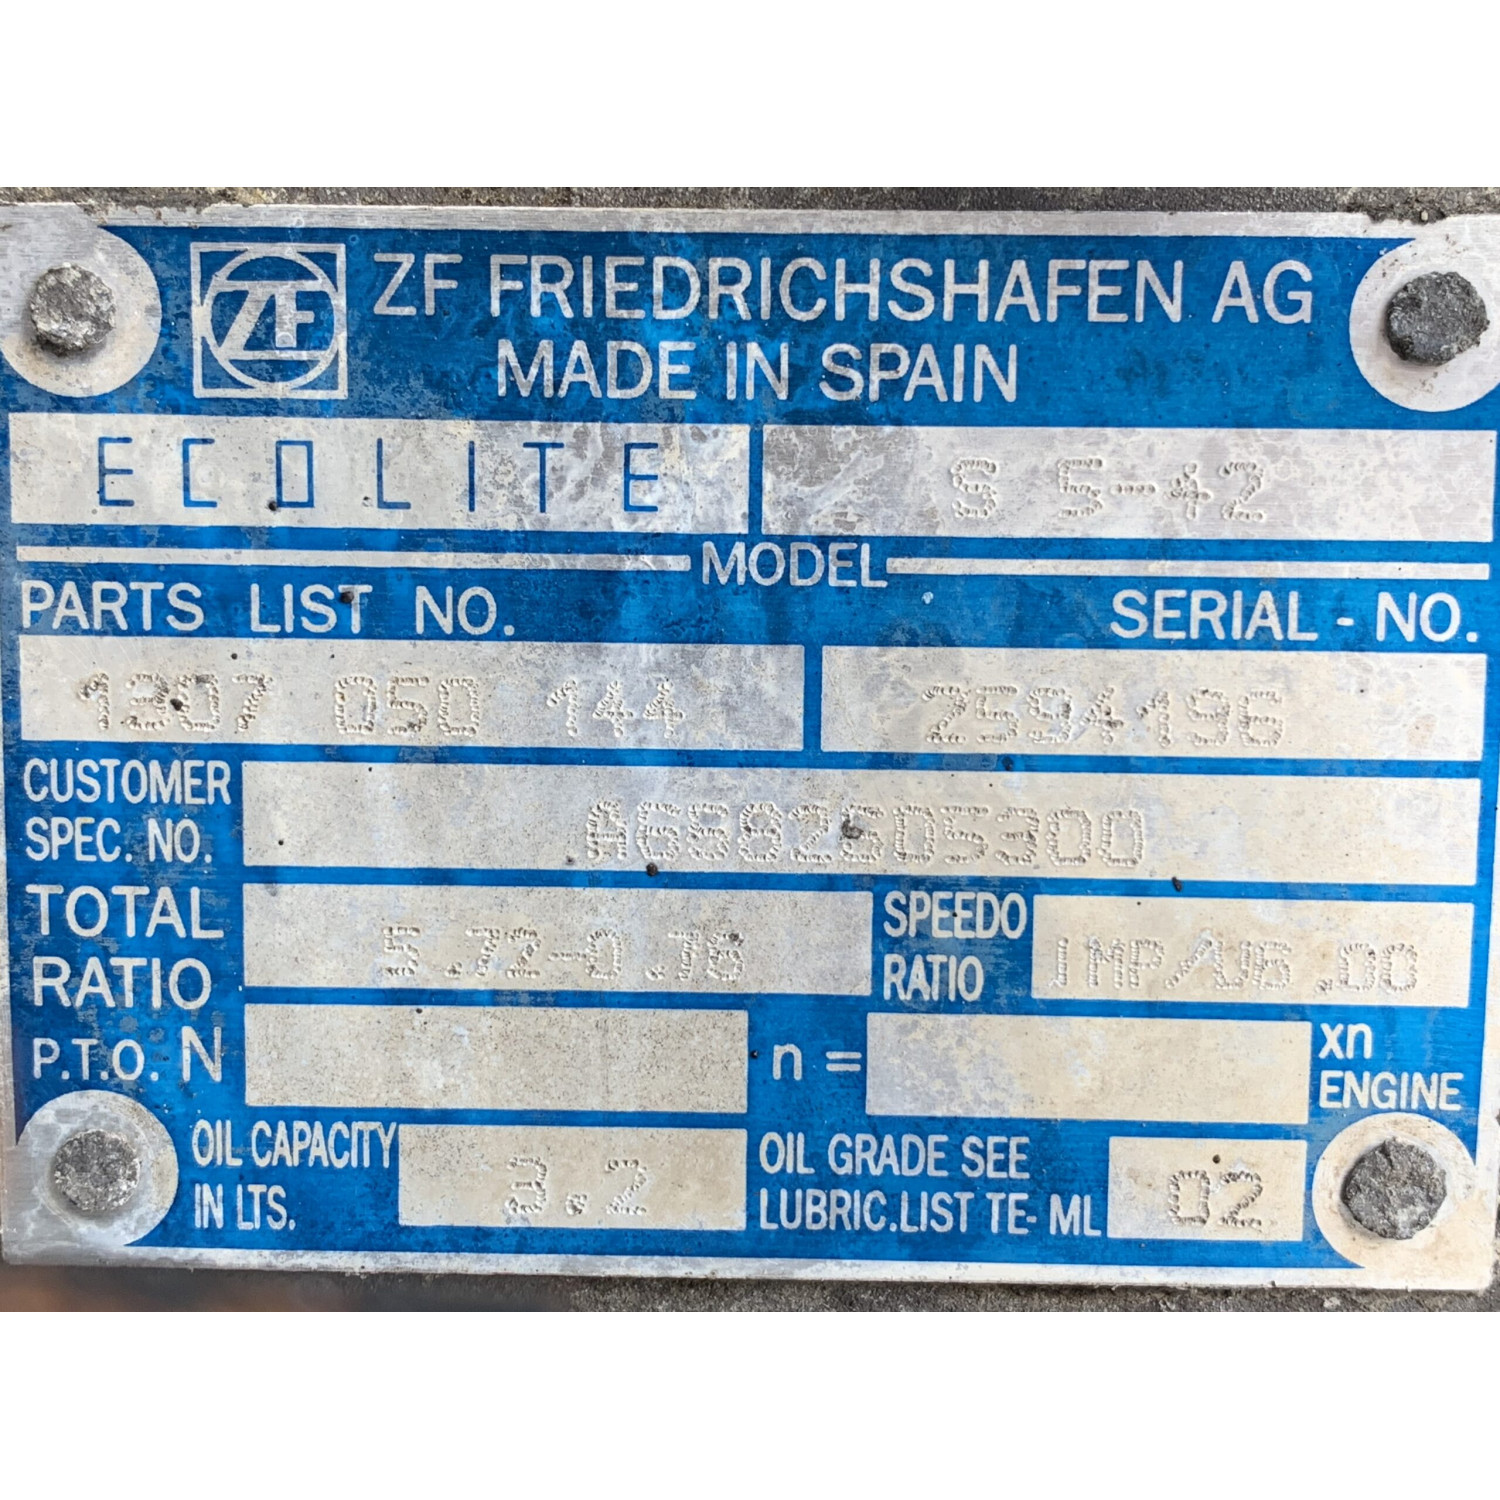 ZF ZF FRIEDRICHSHAFEN AG
MADE IN SPAIN
ECOLITE S 5-42
MODEL
PARTS LIST NO. SERIAL - NO.
1307 050 144 2594196
CUSTOMER SPEC. NO. A6882605300
TOTAL RATIO 5.72-0.78 SPEEDO RATIO IMP/U6.00
P.T.O. N n = xn ENGINE
OIL CAPACITY IN LTS. 3.2 OIL GRADE SEE LUBRIC.LIST TE-ML 02